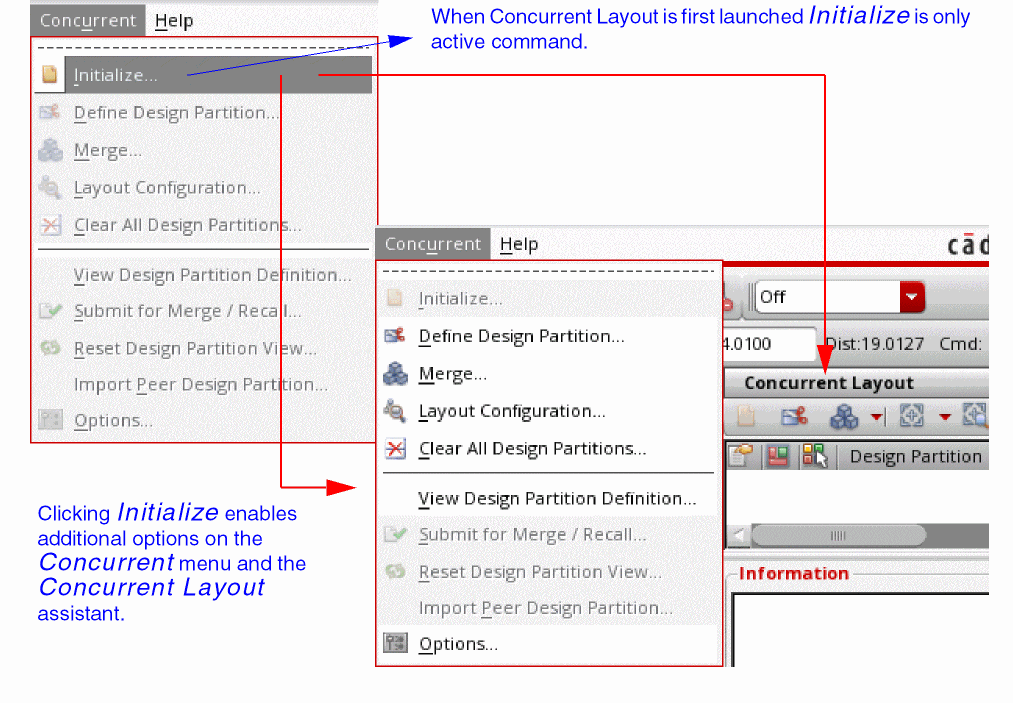 Concurrent Help
When Concurrent Layout is first launched Initialize is only
active command.
Initialize...
Define Design Partition...
Merge...
Layout Configuration...
Clear All Design Partitions...
View Design Partition Definition...
Submit for Merge / Recall...
Reset Design Partition View...
Import Peer Design Partition...
Options...
Clicking Initialize enables
additional options on the
Concurrent menu and the
Concurrent Layout
assistant.
Concurrent Help
Initialize...
Define Design Partition...
Merge...
Layout Configuration...
Clear All Design Partitions...
View Design Partition Definition...
Submit for Merge / Recall...
Reset Design Partition View...
Import Peer Design Partition...
Options...
cād
Off
4.0100 Dist:19.0127 Cmd:
Concurrent Layout
Design Partition
Information